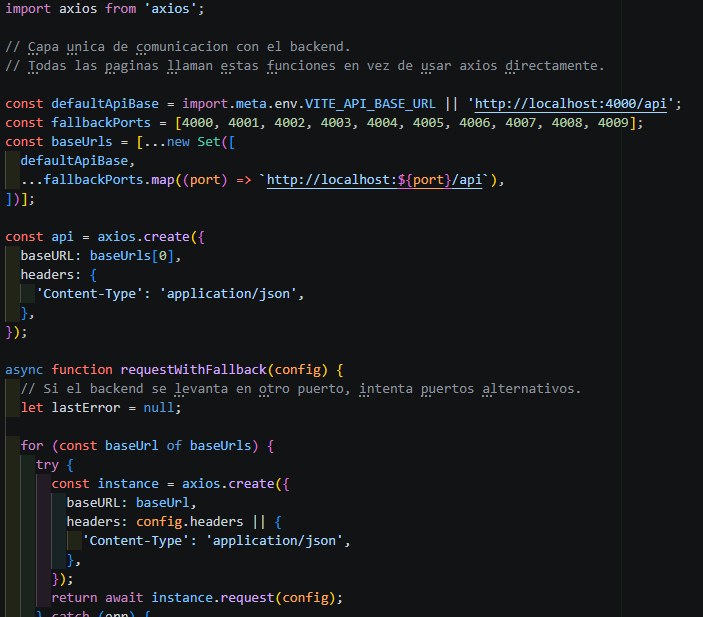 import axios from 'axios';
// Capa unica de comunicacion con el backend.
// Todas las paginas llaman estas funciones en vez de usar axios directamente.
const defaultApiBase = import.meta.env.VITE_API_BASE_URL || 'http://localhost:4000/api';
const fallbackPorts = [4000, 4001, 4002, 4003, 4004, 4005, 4006, 4007, 4008, 4009];
const baseUrls = [...new Set([
  defaultApiBase,
  ...fallbackPorts.map((port) => `http://localhost:${port}/api`),
])];
const api = axios.create({
  baseURL: baseUrls[0],
  headers: {
    'Content-Type': 'application/json',
  },
});
async function requestWithFallback(config) {
  // Si el backend se levanta en otro puerto, intenta puertos alternativos.
  let lastError = null;
  for (const baseUrl of baseUrls) {
    try {
      const instance = axios.create({
        baseURL: baseUrl,
        headers: config.headers || {
          'Content-Type': 'application/json',
        },
      });
      return await instance.request(config);
    } catch (err) {